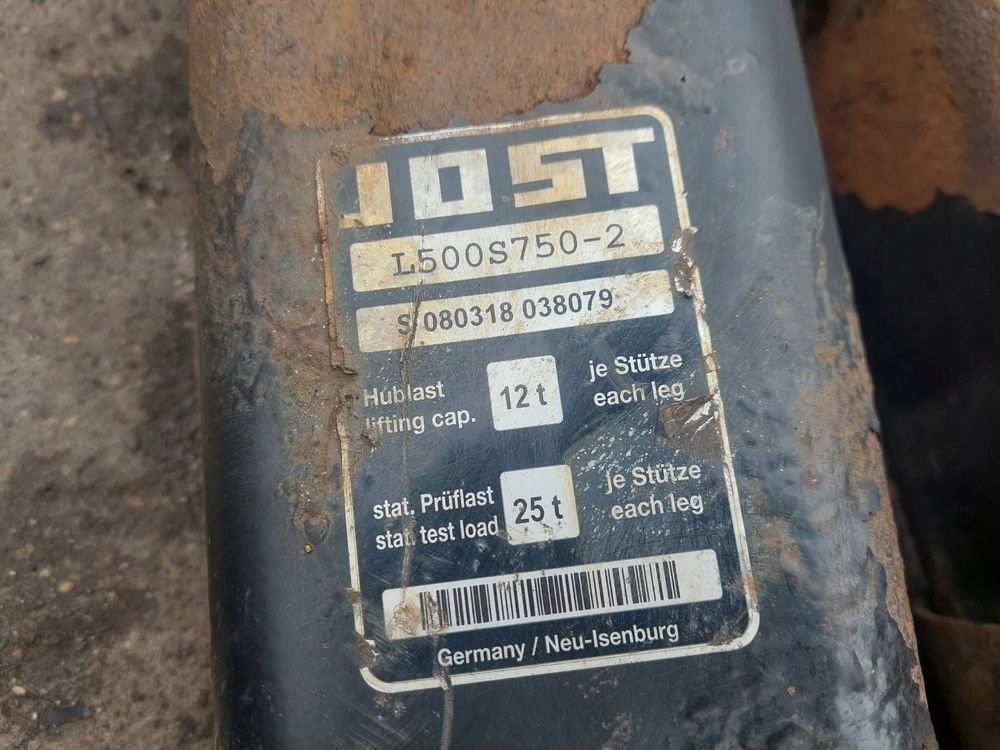 JOST
L500S750-2
S 080318 038079
Hublast
lifting cap.
12 t
je Stütze
each leg
stat. Prüflast
stat. test load
25 t
je Stütze
each leg
Germany / Neu-Isenburg